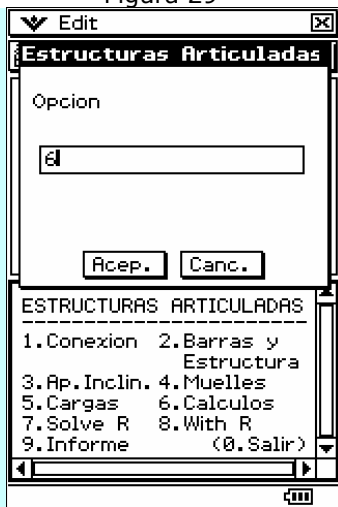 Figura 29
Edit
Estructuras Articuladas
Opcion
6
Acep. Canc.
ESTRUCTURAS ARTICULADAS
1.Conexion 2.Barras y
Estructura
3.Ap.Inclin. 4.Muelles
5.Cargas 6.Calculos
7.Solve R 8.With R
9.Informe (0.Salir)